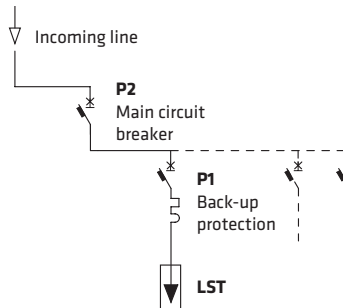 Incoming line
P2
Main circuit
breaker
P1
Back-up
protection
LST